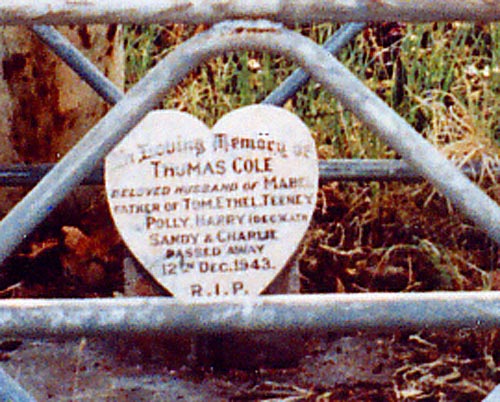 In Loving Memory of
THOMAS COLE
BELOVED HUSBAND OF MABEL
FATHER OF TOM, ETHEL, TEENEY,
POLLY, HARRY (DEC)
SANDY & CHARLIE
PASSED AWAY
12TH DEC. 1943.
R.I.P.